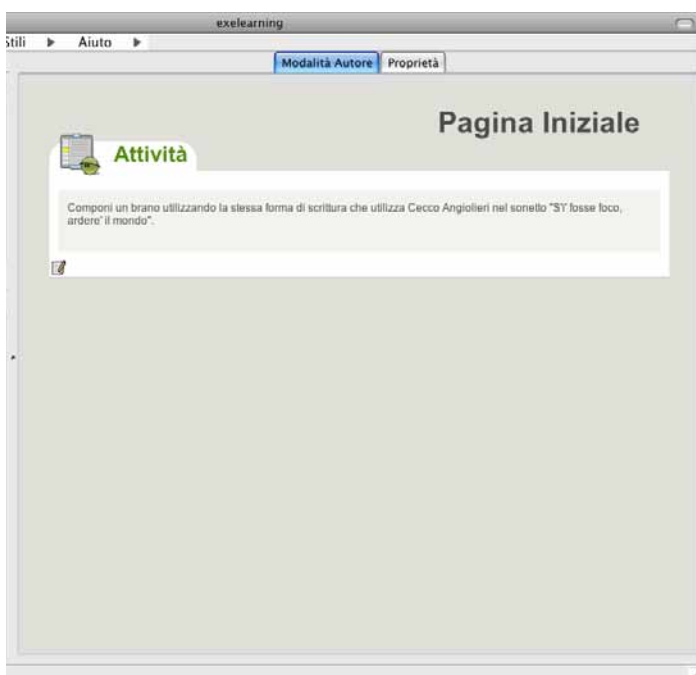 exelearning
Stili Aiuto
Modalità Autore Proprietà
Pagina Iniziale
Attività
Componi un brano utilizzando la stessa forma di scrittura che utilizza Cecco Angiolieri nel sonetto "S'i' fosse foco,
ardere' il mondo".